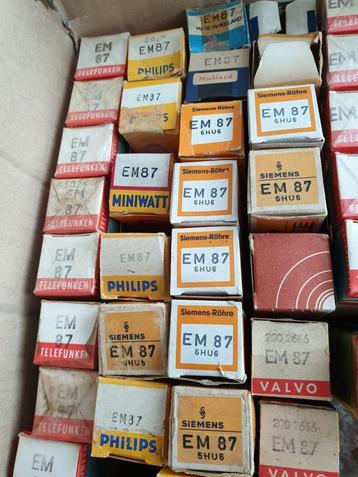 EM
87
TELEFUNKEN
EM
87
TELEFUNKEN
EM
87
TELEFUNKEN
EM
87
TELEFUNKEN
EM
87
TELEFUNKEN
EM
87
TELEFUNKEN
EM
EM87
PHILIPS
EM87
EM87
MINIWATT
EM87
PHILIPS
SIEMENS
EM 87
6HU6
EM87
PHILIPS
EM87
MADE IN HOLLAND
EM87
Mullard
Siemens-Röhre
EM 87
6HU6
Siemens-Röhre
EM 87
6HU6
Siemens-Röhre
EM 87
6HU6
Siemens-Röhre
EM 87
6HU6
SIEMENS
EM 87
6HU6
Siemens-Röhre
EM 87
6HU6
SIEMENS
EM 87
6HU6
200 2666
EM 87
VALVO
200 2666
EM 87
VALVO